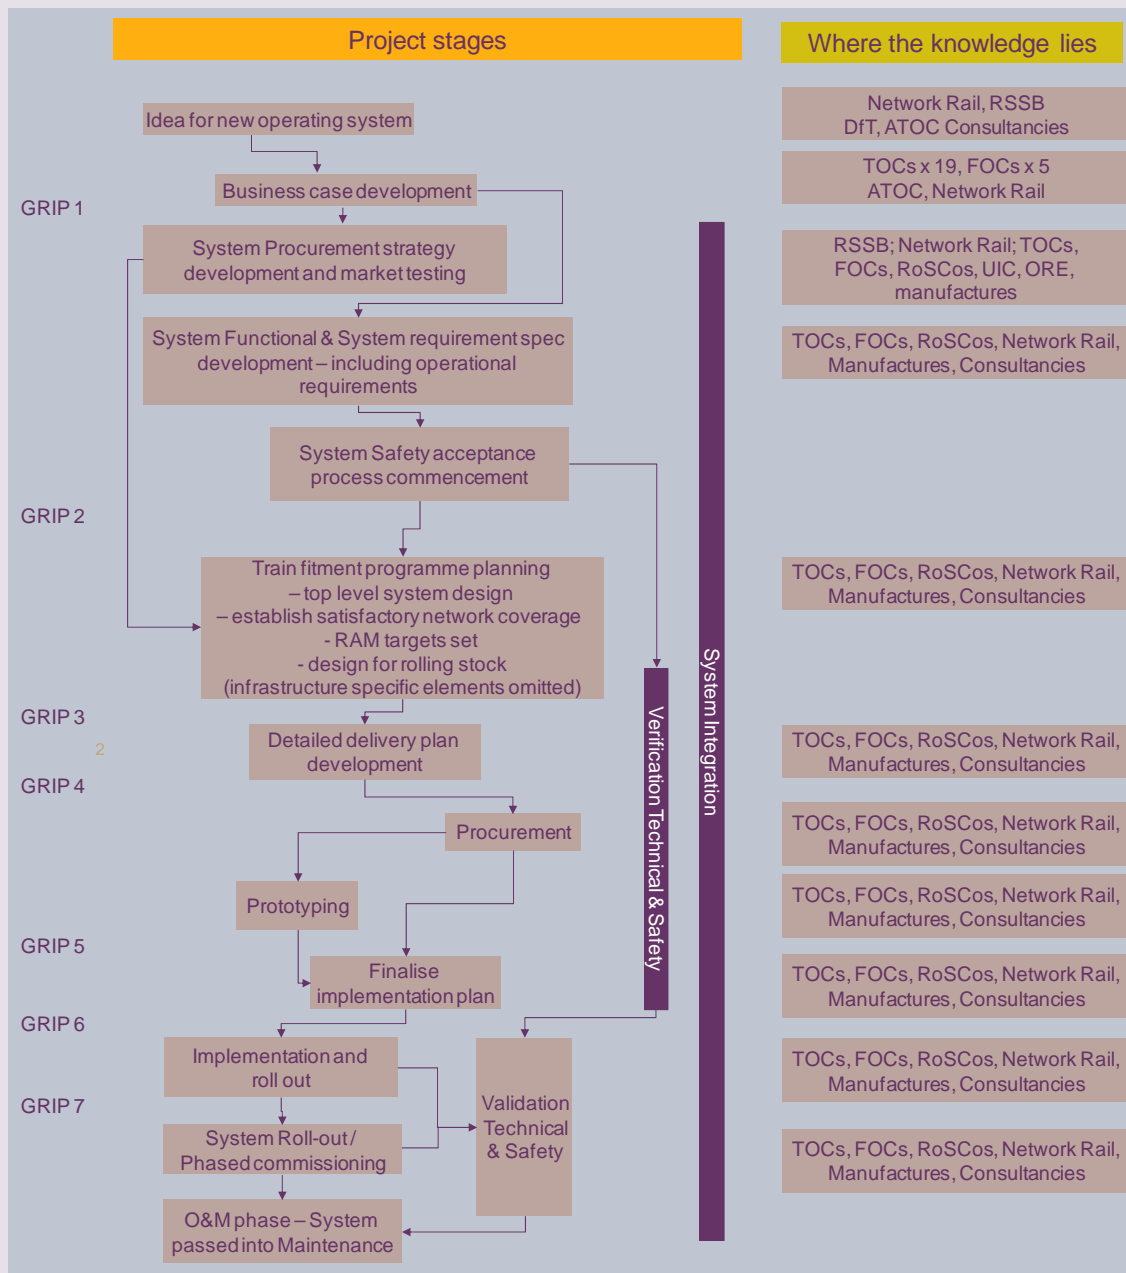 Project stages
Where the knowledge lies
Idea for new operating system
Network Rail, RSSB
DfT, ATOC Consultancies
Business case development
TOCs x 19, FOCs x 5
ATOC, Network Rail
GRIP 1
System Procurement strategy
development and market testing
RSSB; Network Rail; TOCs,
FOCs, RoSCos, UIC, ORE,
manufactures
System Functional & System requirement spec
development – including operational
requirements
TOCs, FOCs, RoSCos, Network Rail,
Manufactures, Consultancies
System Safety acceptance
process commencement
GRIP 2
Train fitment programme planning
– top level system design
– establish satisfactory network coverage
- RAM targets set
- design for rolling stock
(infrastructure specific elements omitted)
TOCs, FOCs, RoSCos, Network Rail,
Manufactures, Consultancies
System Integration
Verification Technical & Safety
GRIP 3
2
Detailed delivery plan
development
TOCs, FOCs, RoSCos, Network Rail,
Manufactures, Consultancies
GRIP 4
Procurement
TOCs, FOCs, RoSCos, Network Rail,
Manufactures, Consultancies
Prototyping
TOCs, FOCs, RoSCos, Network Rail,
Manufactures, Consultancies
GRIP 5
Finalise
implementation plan
TOCs, FOCs, RoSCos, Network Rail,
Manufactures, Consultancies
GRIP 6
Implementation and
roll out
TOCs, FOCs, RoSCos, Network Rail,
Manufactures, Consultancies
GRIP 7
Validation
Technical
& Safety
System Roll-out /
Phased commissioning
TOCs, FOCs, RoSCos, Network Rail,
Manufactures, Consultancies
O&M phase – System
passed into Maintenance